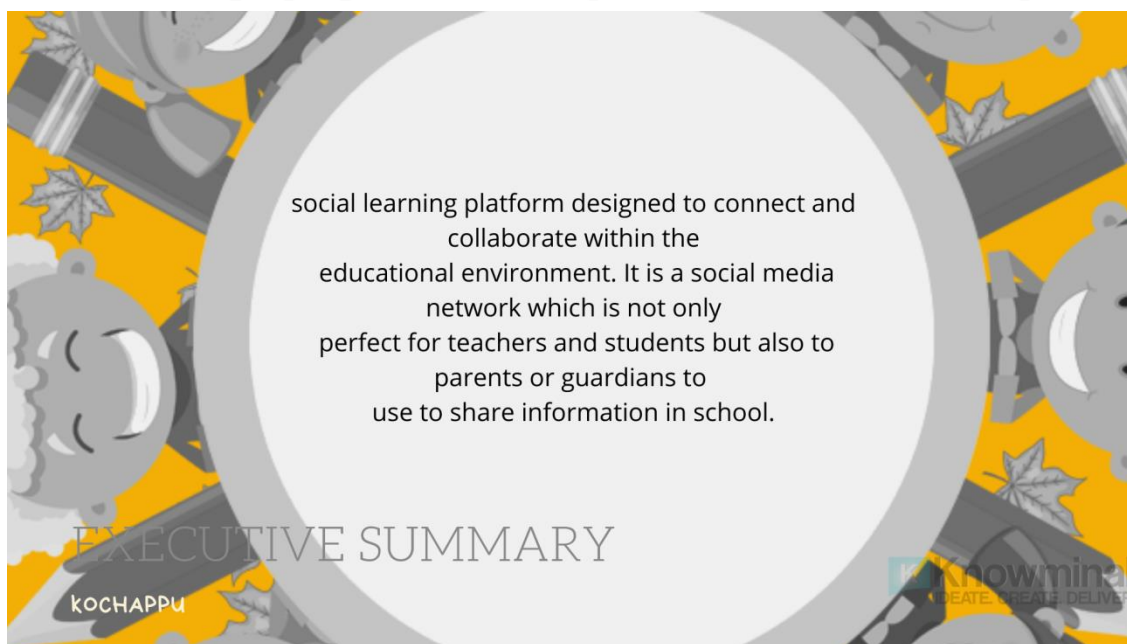 social learning platform designed to connect and
collaborate within the
educational environment. It is a social media
network which is not only
perfect for teachers and students but also to
parents or guardians to
use to share information in school.
EXECUTIVE SUMMARY
KOCHAPPU
K Knowmina
IDEATE. CREATE. DELIVER